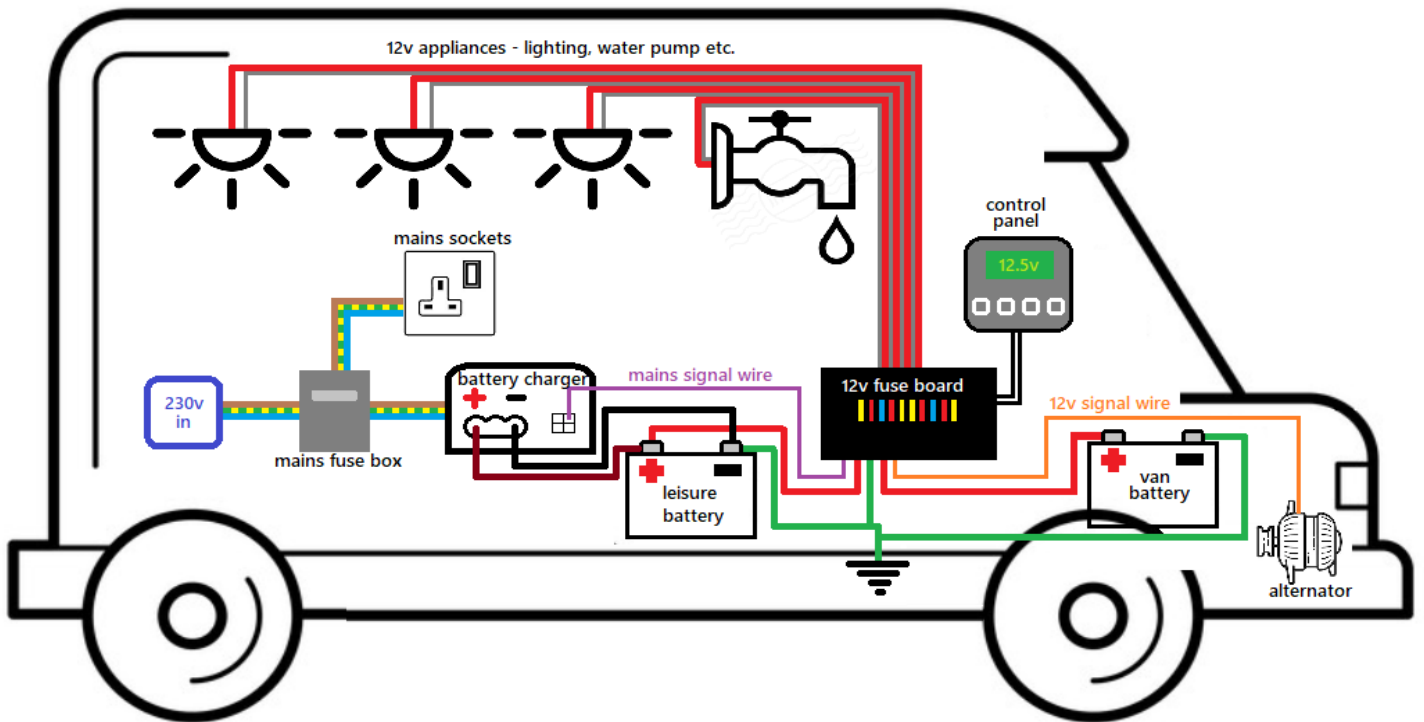 12v appliances - lighting, water pump etc.
control
panel
12.5v
mains sockets
battery charger
mains signal wire
12v fuse board
12v signal wire
230v
in
mains fuse box
leisure
battery
van
battery
alternator